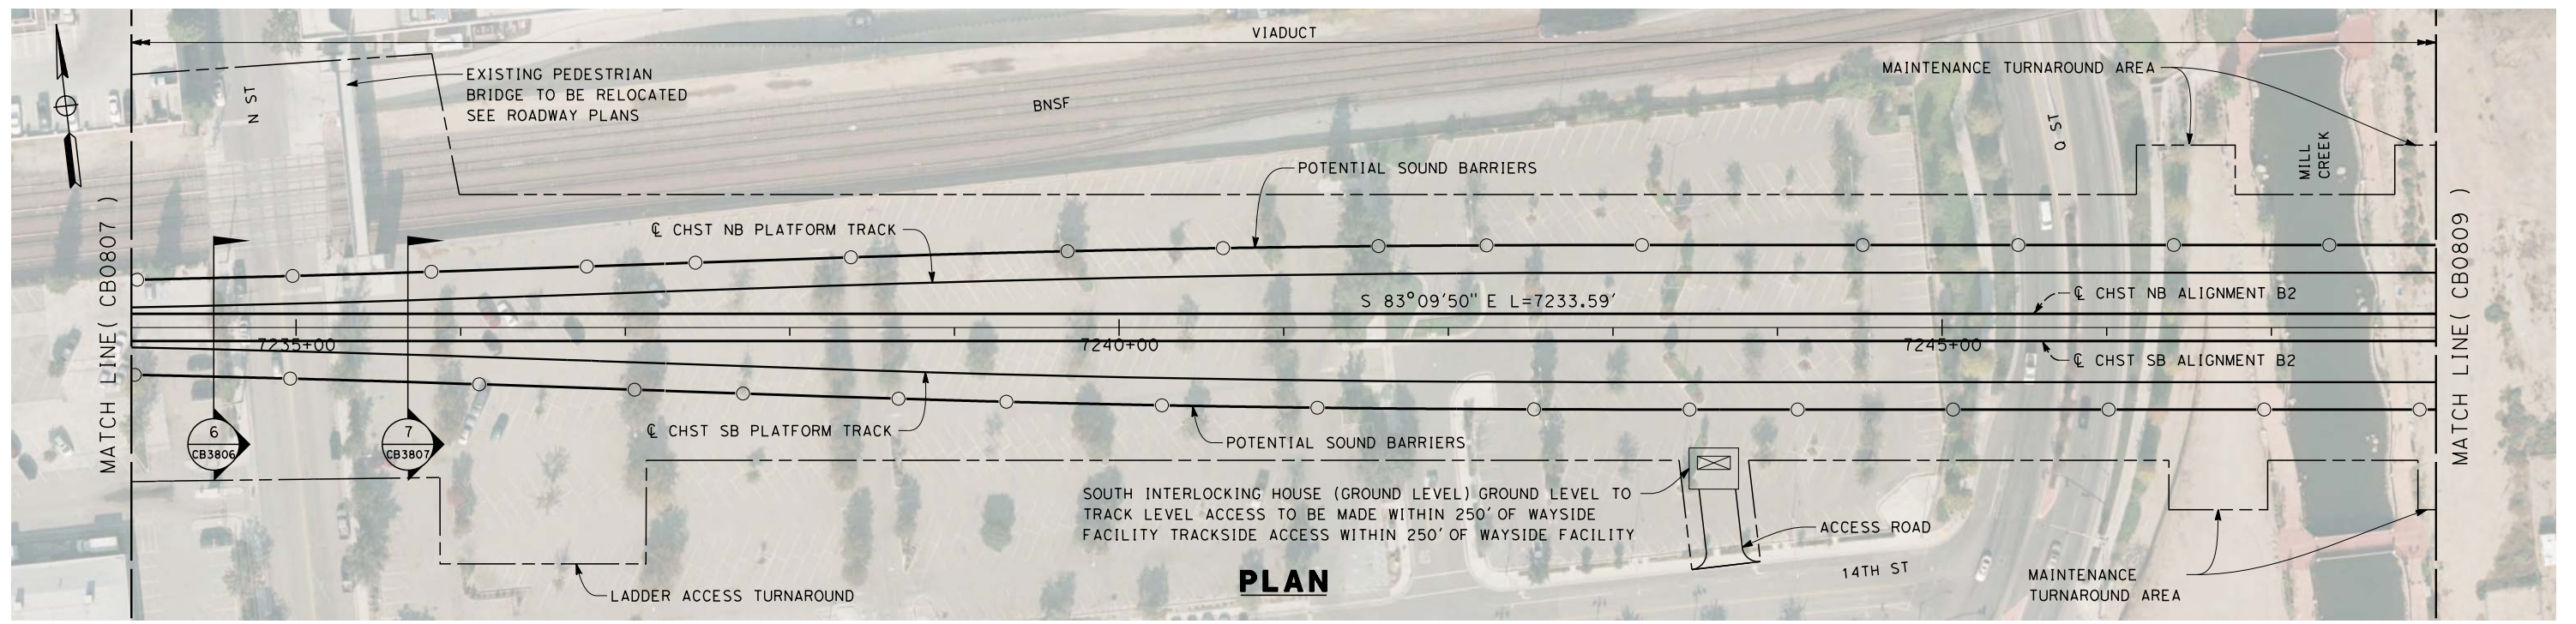 VIADUCT
EXISTING PEDESTRIAN
BRIDGE TO BE RELOCATED
SEE ROADWAY PLANS
N ST
BNSF
MAINTENANCE TURNAROUND AREA
Q ST
MILL
CREEK
POTENTIAL SOUND BARRIERS
℄ CHST NB PLATFORM TRACK
MATCH LINE( CB0807 )
MATCH LINE( CB0809 )
S 83°09'50" E L=7233.59'
℄ CHST NB ALIGNMENT B2
7235+00
7240+00
7245+00
℄ CHST SB ALIGNMENT B2
6
CB3806
7
CB3807
℄ CHST SB PLATFORM TRACK
POTENTIAL SOUND BARRIERS
SOUTH INTERLOCKING HOUSE (GROUND LEVEL) GROUND LEVEL TO
TRACK LEVEL ACCESS TO BE MADE WITHIN 250' OF WAYSIDE
FACILITY TRACKSIDE ACCESS WITHIN 250' OF WAYSIDE FACILITY
ACCESS ROAD
14TH ST
LADDER ACCESS TURNAROUND
PLAN
MAINTENANCE
TURNAROUND AREA